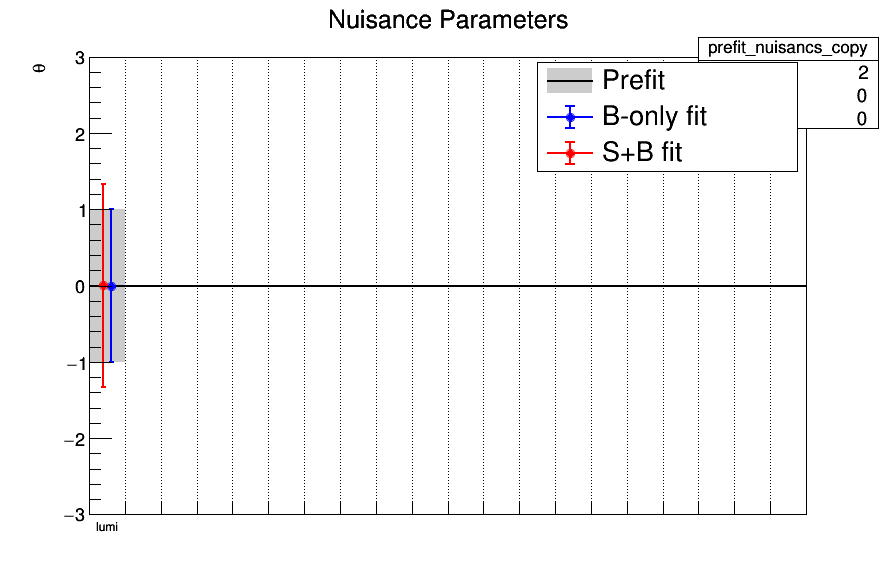 Nuisance Parameters
prefit_nuisancs_copy
2
0
0
Prefit
B-only fit
S+B fit
θ
3
2
1
0
−1
−2
−3
lumi